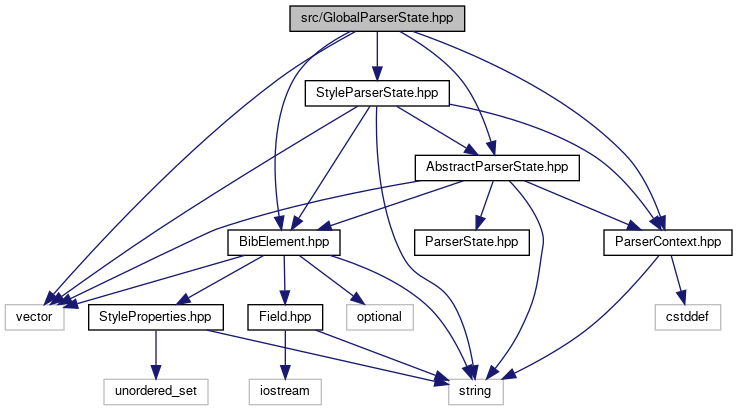 src/GlobalParserState.hpp
StyleParserState.hpp
AbstractParserState.hpp
BibElement.hpp
ParserState.hpp
ParserContext.hpp
vector
StyleProperties.hpp
Field.hpp
optional
cstddef
unordered_set
iostream
string